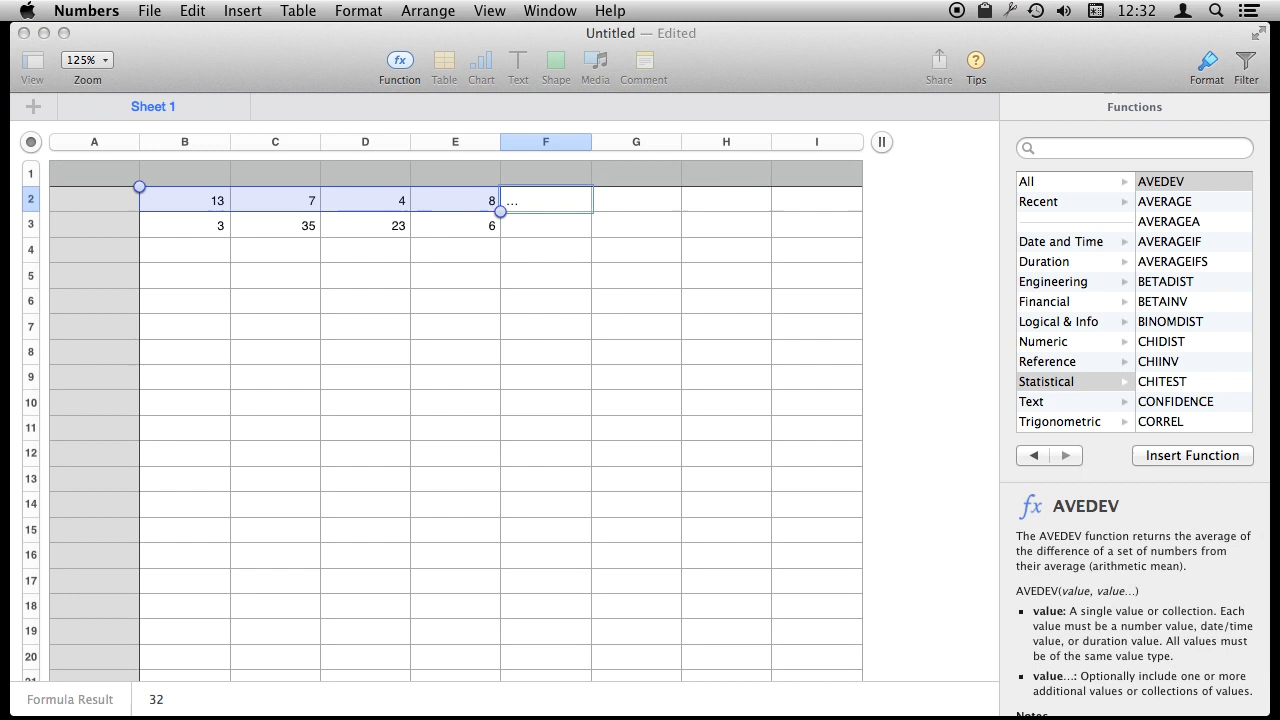 Numbers File Edit Insert Table Format Arrange View Window Help 12:32
Untitled — Edited
125%
View Zoom Function Table Chart Text Shape Media Comment Share Tips Format Filter
Sheet 1
Functions
A B C D E F G H I
1
2 13 7 4 8 ...
3 3 35 23 6
4
5
6
7
8
9
10
11
12
13
14
15
16
17
18
19
20
21
Formula Result 32
All AVEDEV
Recent AVERAGE
AVERAGEA
Date and Time AVERAGEIF
Duration AVERAGEIFS
Engineering BETADIST
Financial BETAINV
Logical & Info BINOMDIST
Numeric CHIDIST
Reference CHIINV
Statistical CHITEST
Text CONFIDENCE
Trigonometric CORREL
Insert Function
fx AVEDEV
The AVEDEV function returns the average of
the difference of a set of numbers from
their average (arithmetic mean).
AVEDEV(value, value...)
▪ value: A single value or collection. Each
value must be a number value, date/time
value, or duration value. All values must
be of the same value type.
▪ value...: Optionally include one or more
additional values or collections of values.
Notes